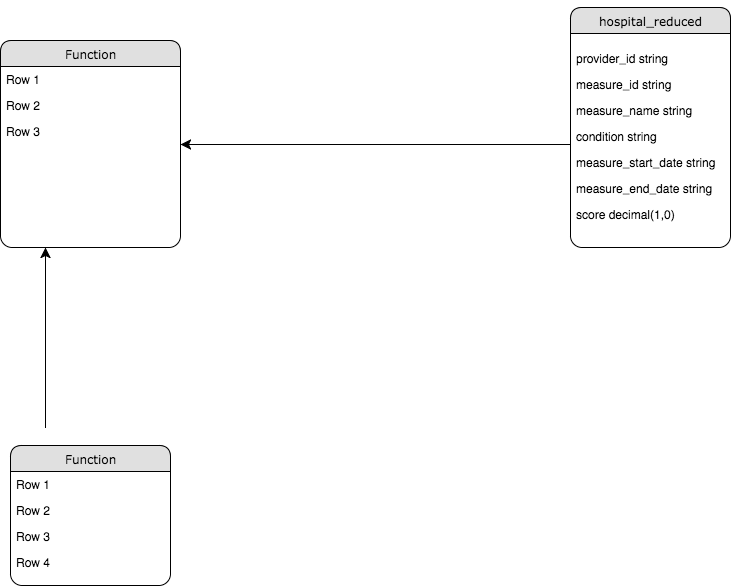 Function
Row 1
Row 2
Row 3
hospital_reduced
provider_id string
measure_id string
measure_name string
condition string
measure_start_date string
measure_end_date string
score decimal(1,0)
Function
Row 1
Row 2
Row 3
Row 4